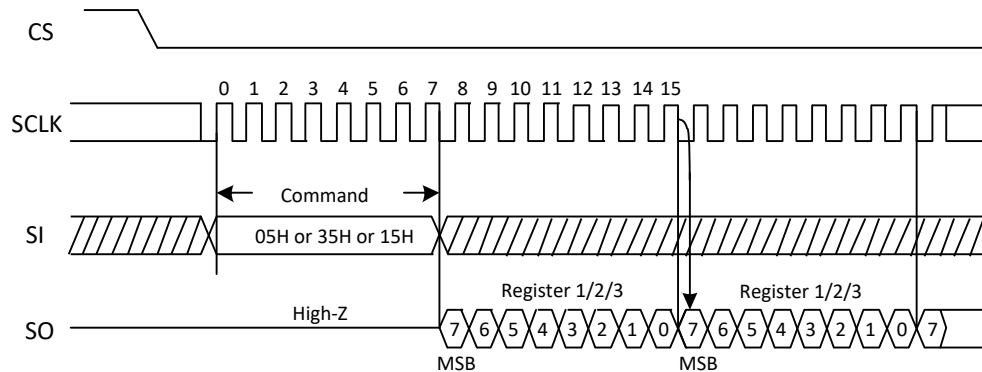 CS
0 1 2 3 4 5 6 7 8 9 10 11 12 13 14 15
SCLK
Command
SI
05H or 35H or 15H
Register 1/2/3 Register 1/2/3
High-Z
SO
7 6 5 4 3 2 1 0 7 6 5 4 3 2 1 0 7
MSB MSB